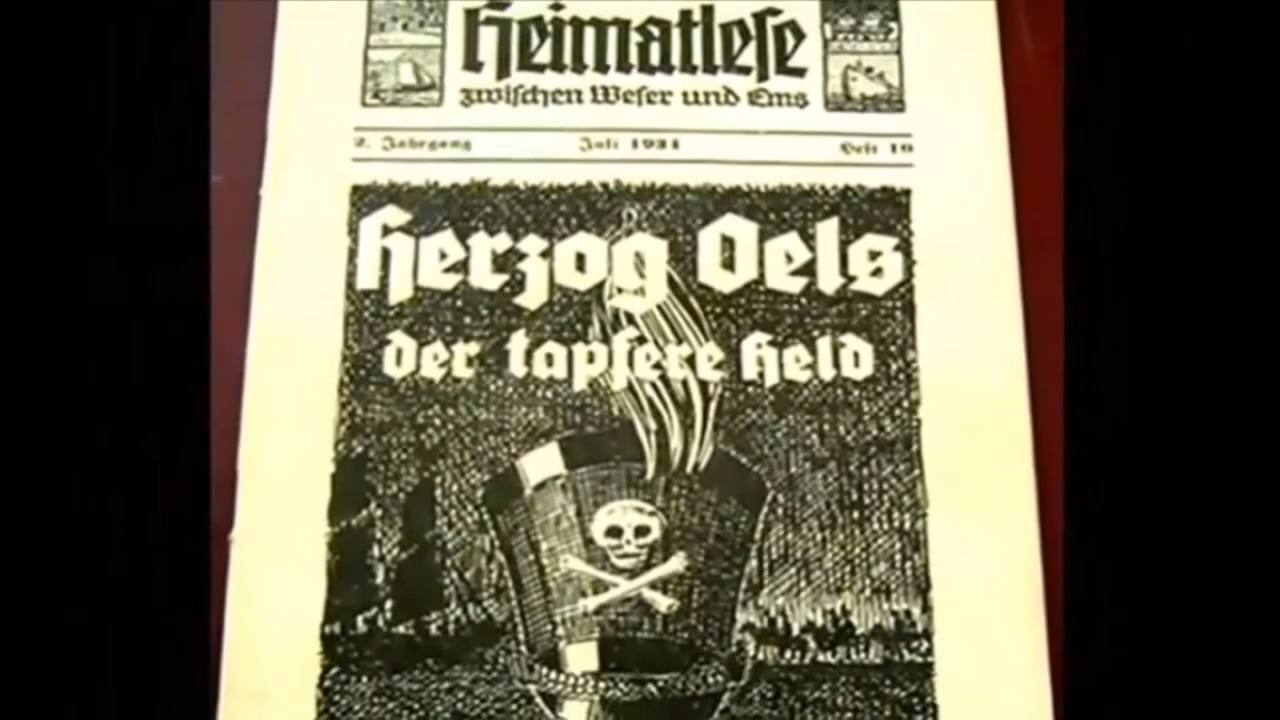 Heimatlese
zwischen Weser und Ems
2. Jahrgang Juli 1934 Heft 10
Herzog Oels
der tapfere Held